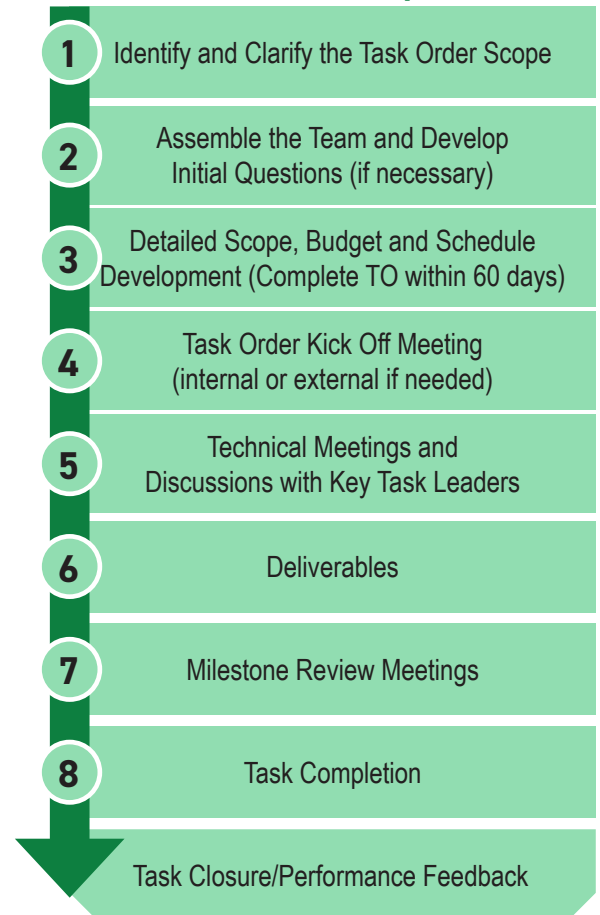 1
Identify and Clarify the Task Order Scope
2
Assemble the Team and Develop
Initial Questions (if necessary)
3
Detailed Scope, Budget and Schedule
Development (Complete TO within 60 days)
4
Task Order Kick Off Meeting
(internal or external if needed)
5
Technical Meetings and
Discussions with Key Task Leaders
6
Deliverables
7
Milestone Review Meetings
8
Task Completion
Task Closure/Performance Feedback